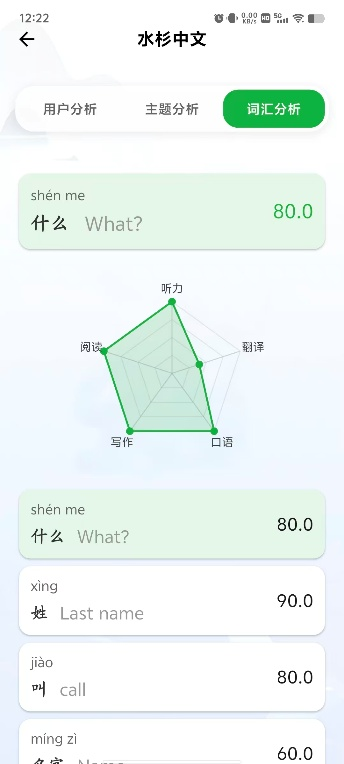 12:22
0.00 KB/s HD 5G
水杉中文
用户分析 主题分析 词汇分析
shén me
什么 What?
80.0
听力
阅读
翻译
写作
口语
shén me
什么 What?
80.0
xìng
姓 Last name
90.0
jiào
叫 call
80.0
míng zì
60.0